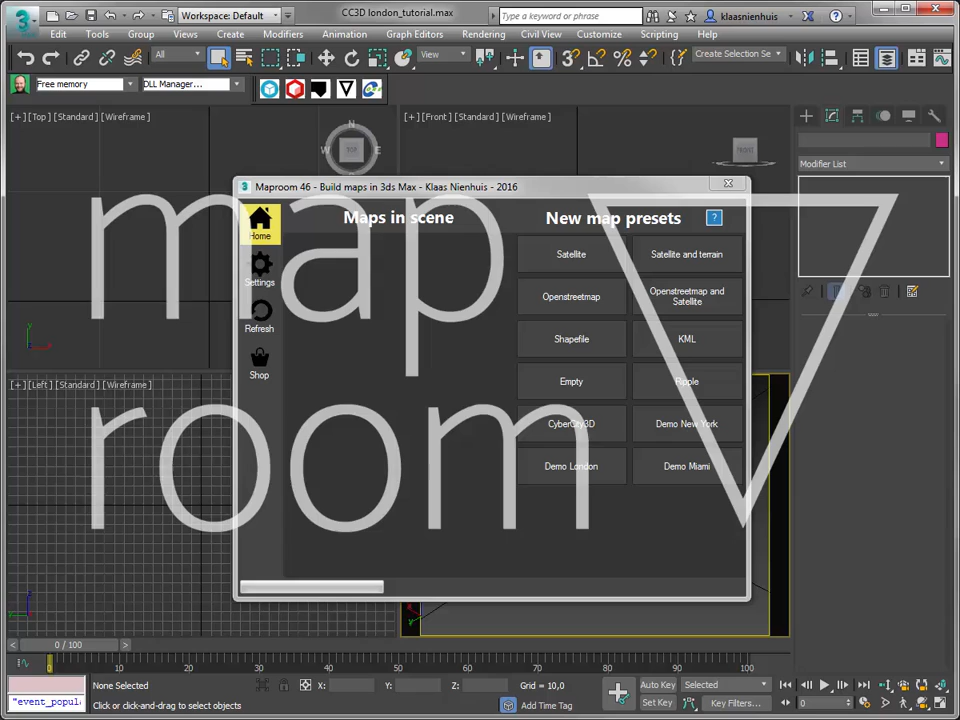 Workspace: Default
CC3D london_tutorial.max
Type a keyword or phrase
klaasnienhuis
Edit Tools Group Views Create Modifiers Animation Graph Editors Rendering Civil View Customize Scripting Help
All
View
Create Selection Se
Free memory
DLL Manager...
[+] [Top] [Standard] [Wireframe]
[+] [Front] [Standard] [Wireframe]
N
W
TOP
E
FRONT
Modifier List
Maproom 46 - Build maps in 3ds Max - Klaas Nienhuis - 2016
Home
Settings
Refresh
Shop
Maps in scene
New map presets
?
Satellite
Satellite and terrain
Openstreetmap
Openstreetmap and
Satellite
Shapefile
KML
Empty
Ripple
CyberCity3D
Demo New York
Demo London
Demo Miami
map
room
[+] [Left] [Standard] [Wireframe]
0 / 100
0 10 20 30 40 50 60 70 80 90 100
None Selected
X:
Y:
Z:
Grid = 10,0
Auto Key
Selected
"event_popul
Click or click-and-drag to select objects
Add Time Tag
Set Key
Key Filters...
0